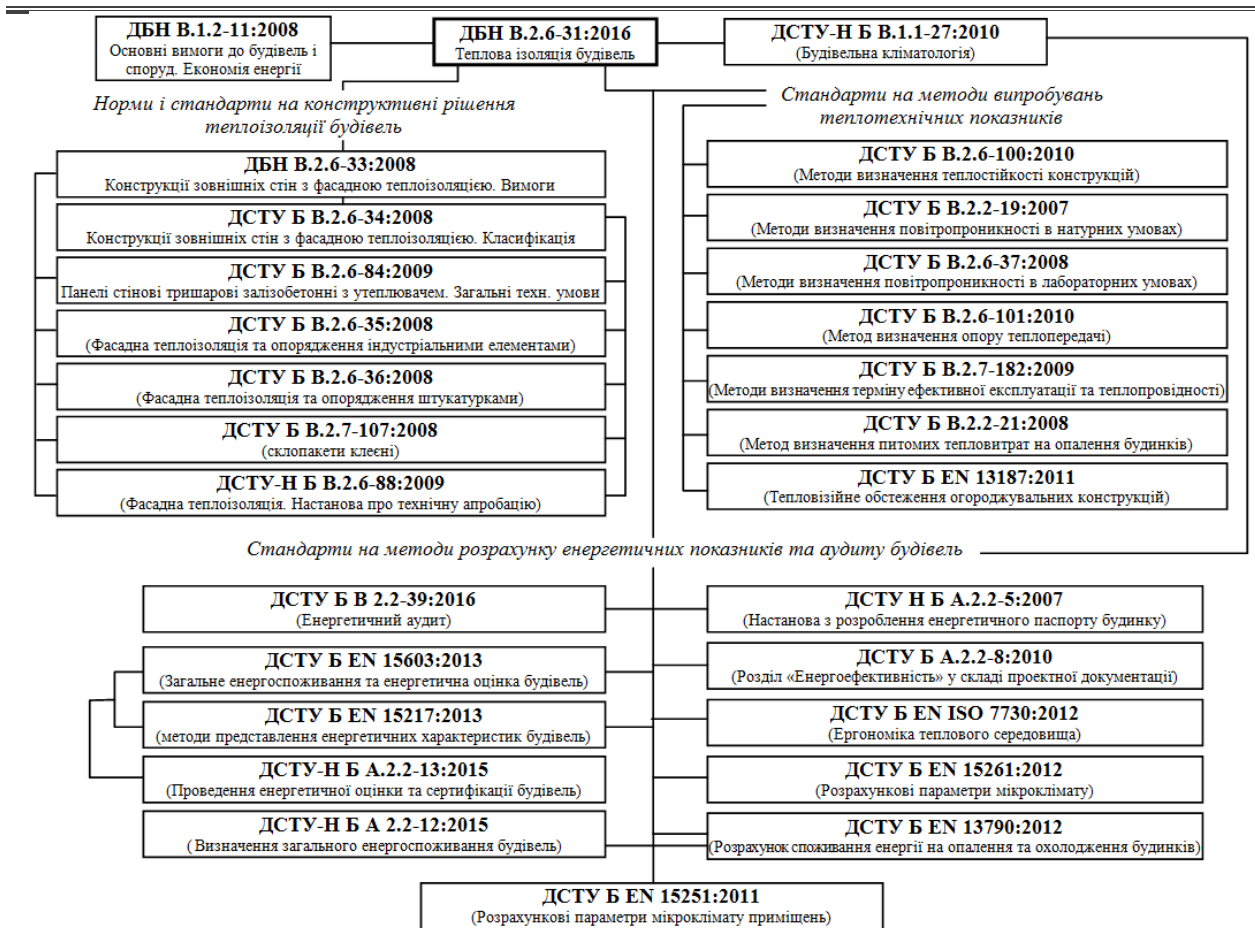 ДБН В.1.2-11:2008
Основні вимоги до будівель і
споруд. Економія енергії
ДБН В.2.6-31:2016
Теплова ізоляція будівель
ДСТУ-Н Б В.1.1-27:2010
(Будівельна кліматологія)
Норми і стандарти на конструктивні рішення
теплоізоляції будівель
Стандарти на методи випробувань
теплотехнічних показників
ДБН В.2.6-33:2008
Конструкції зовнішніх стін з фасадною теплоізоляцією. Вимоги
ДСТУ Б В.2.6-34:2008
Конструкції зовнішніх стін з фасадною теплоізоляцією. Класифікація
ДСТУ Б В.2.6-84:2009
Панелі стінові тришарові залізобетонні з утеплювачем. Загальні техн. умови
ДСТУ Б В.2.6-35:2008
(Фасадна теплоізоляція та опорядження індустріальними елементами)
ДСТУ Б В.2.6-36:2008
(Фасадна теплоізоляція та опорядження штукатурками)
ДСТУ Б В.2.7-107:2008
(склопакети клеєні)
ДСТУ-Н Б В.2.6-88:2009
(Фасадна теплоізоляція. Настанова про технічну апробацію)
ДСТУ Б В.2.6-100:2010
(Методи визначення теплостійкості конструкцій)
ДСТУ Б В.2.2-19:2007
(Методи визначення повітропроникності в натурних умовах)
ДСТУ Б В.2.6-37:2008
(Методи визначення повітропроникності в лабораторних умовах)
ДСТУ Б В.2.6-101:2010
(Метод визначення опору теплопередачі)
ДСТУ Б В.2.7-182:2009
(Методи визначення терміну ефективної експлуатації та теплопровідності)
ДСТУ Б В.2.2-21:2008
(Метод визначення питомих тепловитрат на опалення будинків)
ДСТУ Б EN 13187:2011
(Тепловізійне обстеження огороджувальних конструкцій)
Стандарти на методи розрахунку енергетичних показників та аудиту будівель
ДСТУ Б В 2.2-39:2016
(Енергетичний аудит)
ДСТУ Б EN 15603:2013
(Загальне енергоспоживання та енергетична оцінка будівель)
ДСТУ Б EN 15217:2013
(методи представлення енергетичних характеристик будівель)
ДСТУ-Н Б А.2.2-13:2015
(Проведення енергетичної оцінки та сертифікації будівель)
ДСТУ-Н Б А 2.2-12:2015
( Визначення загального енергоспоживання будівель)
ДСТУ Н Б А.2.2-5:2007
(Настанова з розроблення енергетичного паспорту будинку)
ДСТУ Б А.2.2-8:2010
(Розділ «Енергоефективність» у складі проектної документації)
ДСТУ Б EN ISO 7730:2012
(Ергономіка теплового середовища)
ДСТУ Б EN 15261:2012
(Розрахункові параметри мікроклімату)
ДСТУ Б EN 13790:2012
(Розрахунок споживання енергії на опалення та охолодження будинків)
ДСТУ Б EN 15251:2011
(Розрахункові параметри мікроклімату приміщень)